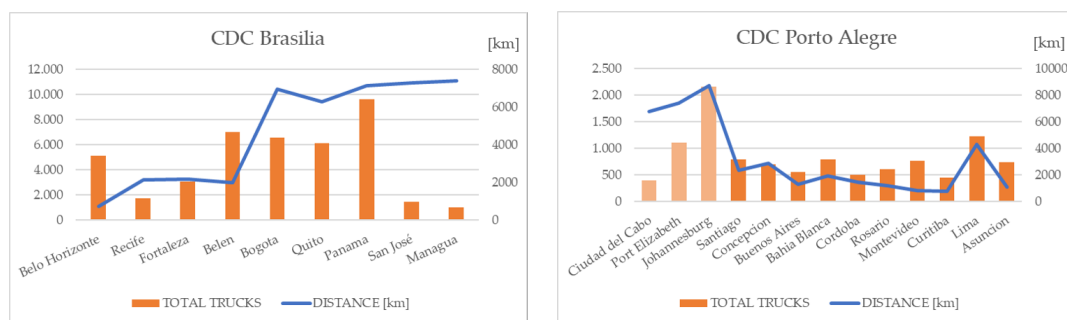 CDC Brasilia
[km]
12.000
10.000
8.000
6.000
4.000
2.000
0
8000
6000
4000
2000
0
Belo Horizonte
Recife
Fortaleza
Belen
Bogota
Quito
Panama
San José
Managua
TOTAL TRUCKS
DISTANCE [km]
CDC Porto Alegre
[km]
2.500
2.000
1.500
1.000
500
0
10000
8000
6000
4000
2000
0
Ciudad del Cabo
Port Elizabeth
Johannesburg
Santiago
Concepcion
Buenos Aires
Bahia Blanca
Cordoba
Rosario
Montevideo
Curitiba
Lima
Asuncion
TOTAL TRUCKS
DISTANCE [km]